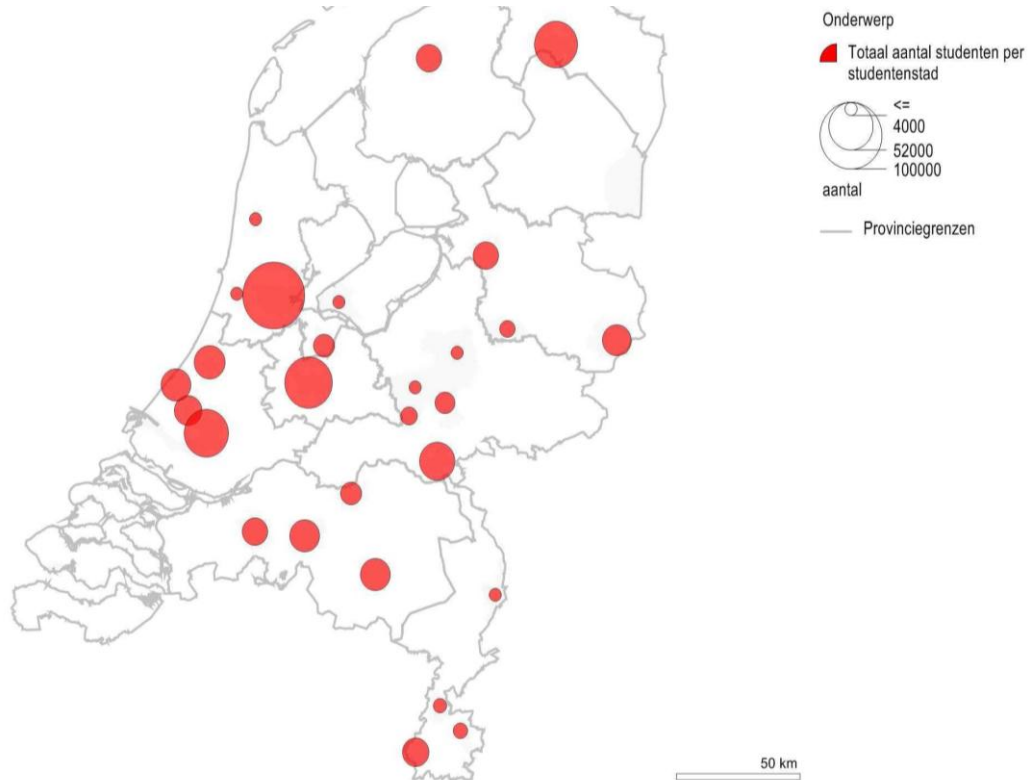 Onderwerp
Totaal aantal studenten per
studentenstad
<=
4000
52000
100000
aantal
Provinciegrenzen
50 km